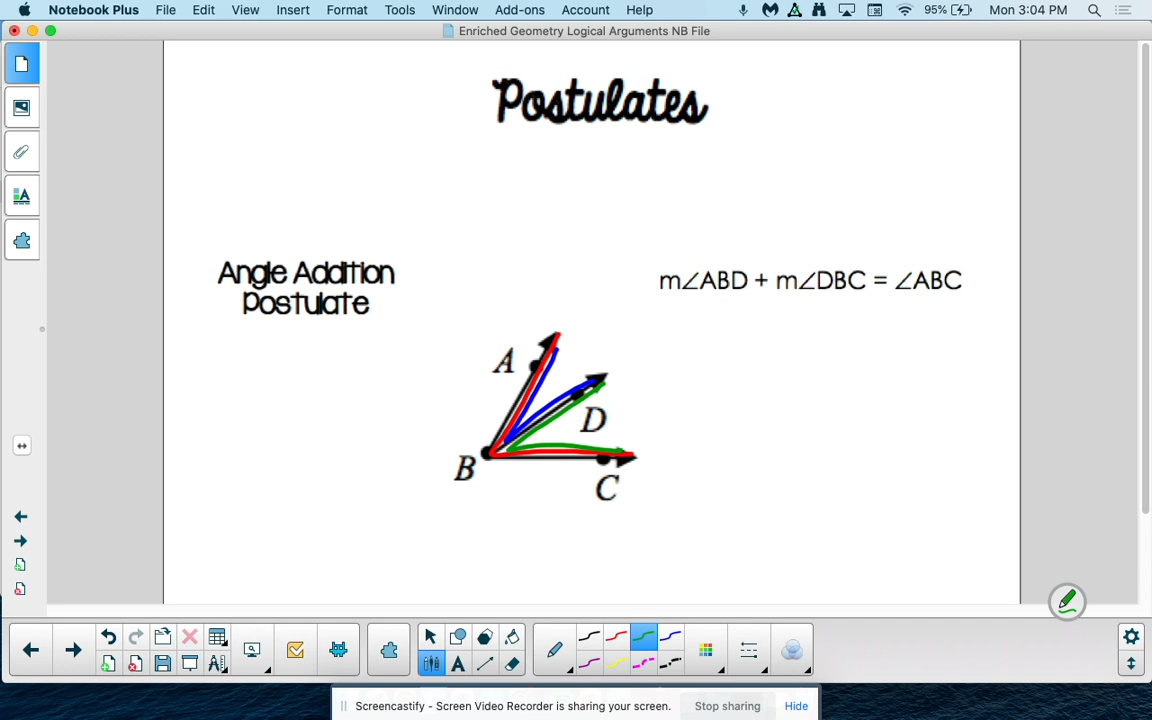 Notebook Plus File Edit View Insert Format Tools Window Add-ons Account Help 95% Mon 3:04 PM
Enriched Geometry Logical Arguments NB File
Postulates
Angle Addition
Postulate
m∠ABD + m∠DBC = ∠ABC
A
D
B
C
A
A
Screencastify - Screen Video Recorder is sharing your screen. Stop sharing Hide